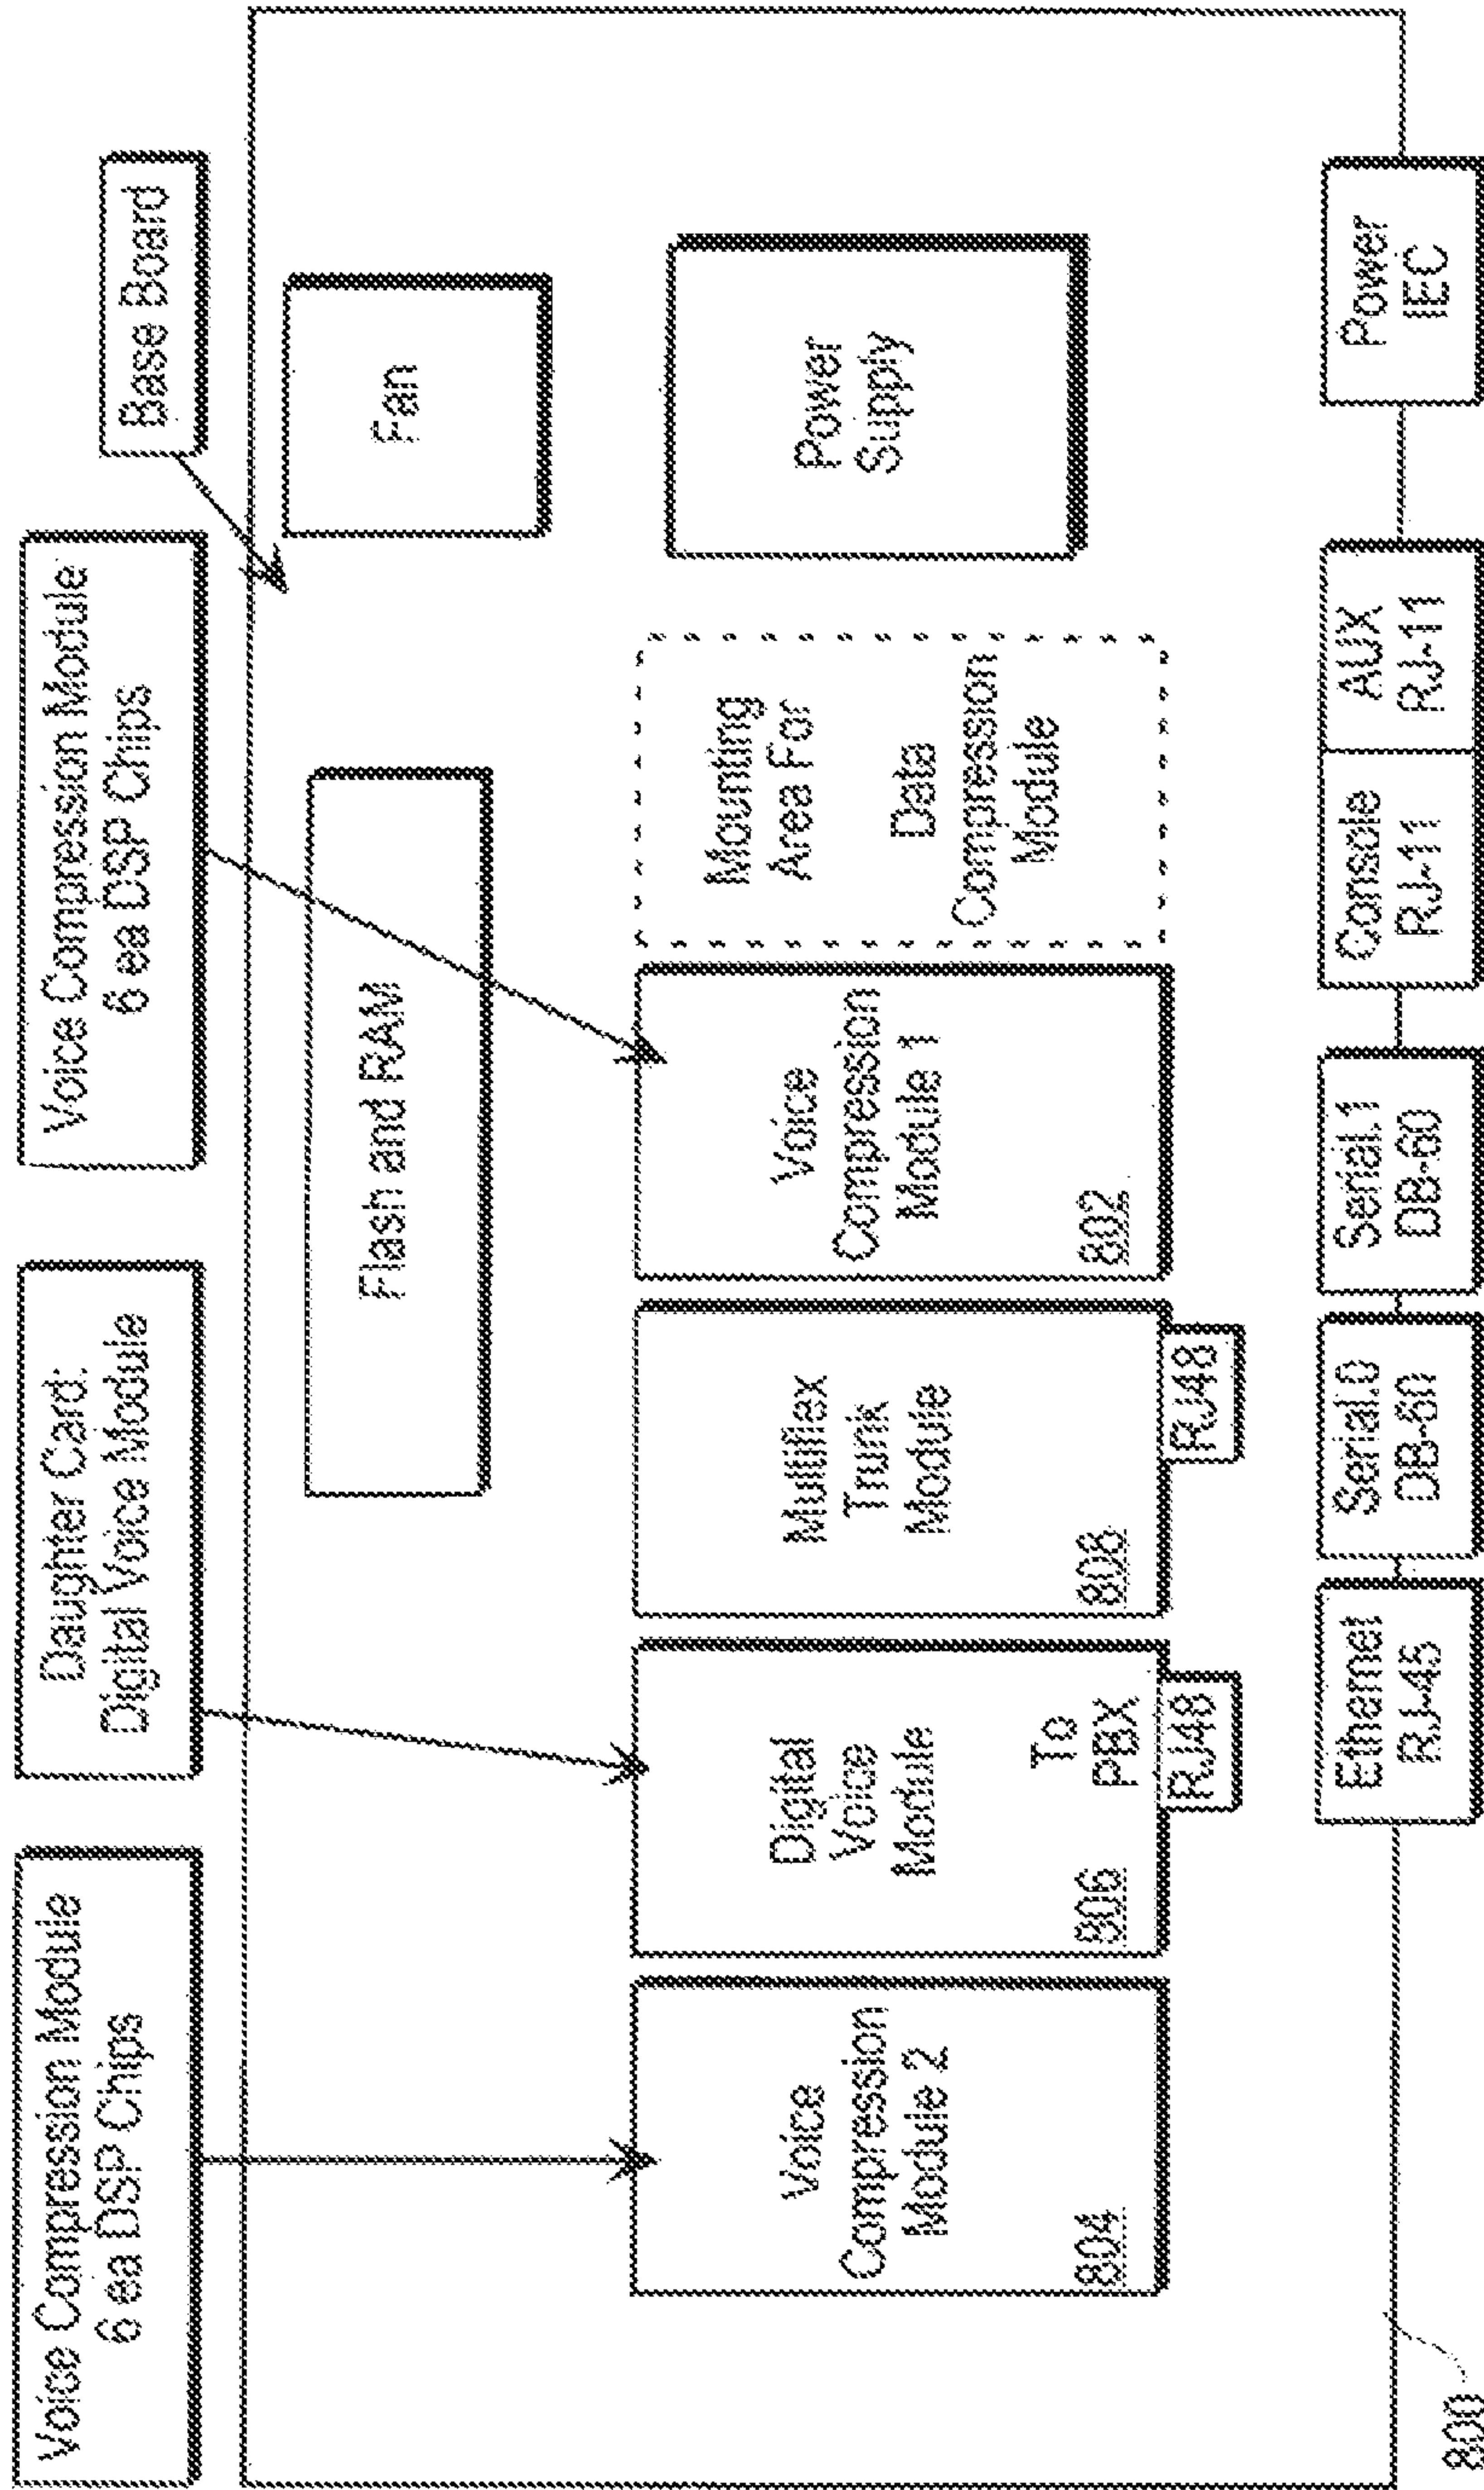 Voice Compression Module
6 ea DSP Chips
Daughter Card:
Digital Voice Module
Voice Compression Module
6 ea DSP Chips
Base Board
Flash and RAM
Fan
Voice
Compression
Module 2
804
Digital
Voice
Module
806
To
PBX
RJ48
Multiflex
Trunk
Module
808
RJ48
Voice
Compression
Module 1
802
Mounting
Area For
Data
Compression
Module
Power
Supply
Ethernet
RJ-45
Serial.0
DB-60
Serial.1
DB-60
Console
RJ-11
AUX
RJ-11
Power
IEC
800